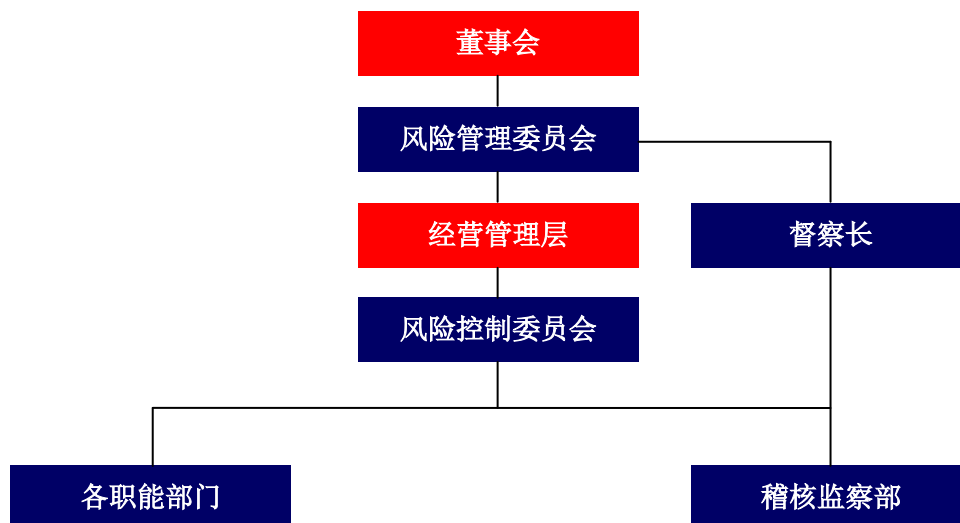 董事会
风险管理委员会
经营管理层
督察长
风险控制委员会
各职能部门
稽核监察部